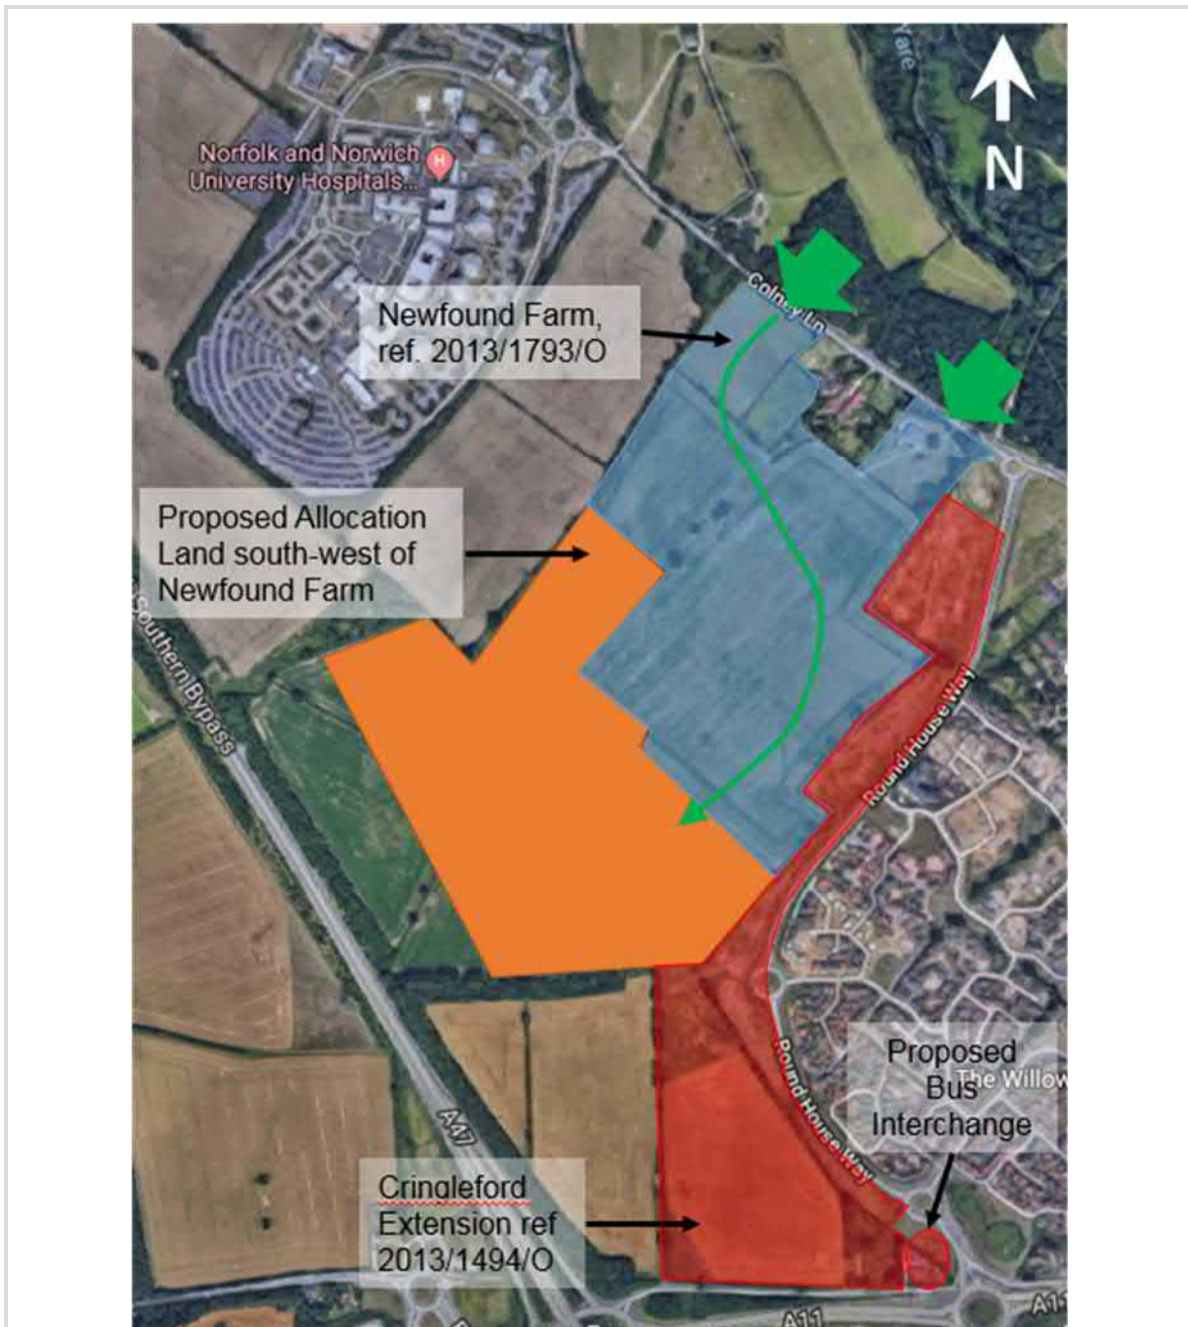 Yare
N
Norfolk and Norwich
University Hospitals...
H
Colney Ln
Newfound Farm,
ref. 2013/1793/O
Proposed Allocation
Land south-west of
Newfound Farm
Southern Bypass
Round House Way
Proposed
Bus
Interchange
The Willow
Round House Way
A47
Cringleford
Extension ref
2013/1494/O
A11
A11